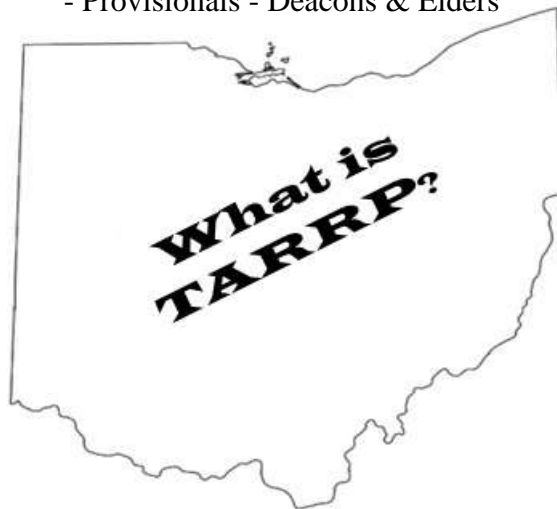 - Provisionals - Deacons & Elders
What is
TARRP?